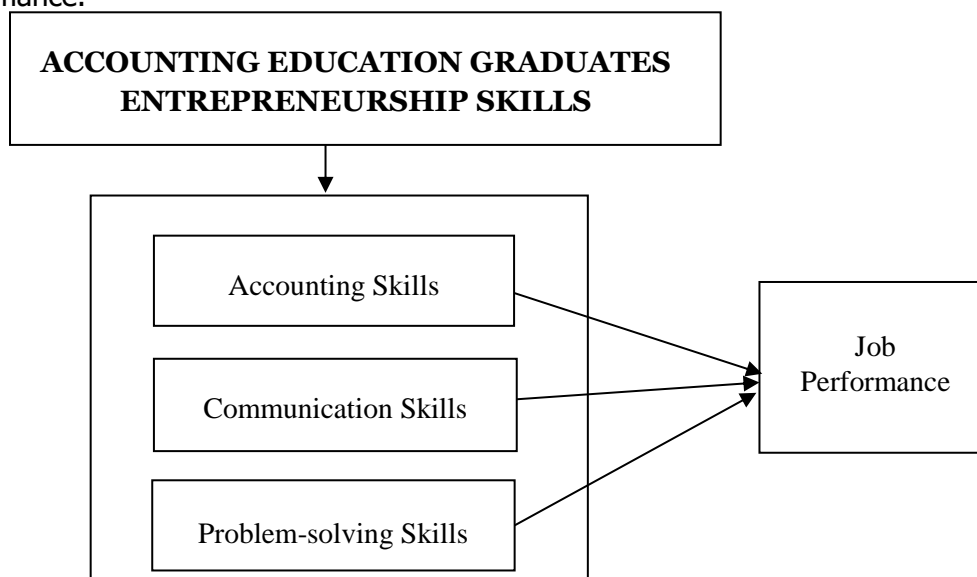 ACCOUNTING EDUCATION GRADUATES
ENTREPRENEURSHIP SKILLS
Accounting Skills
Communication Skills
Problem-solving Skills
Job
Performance